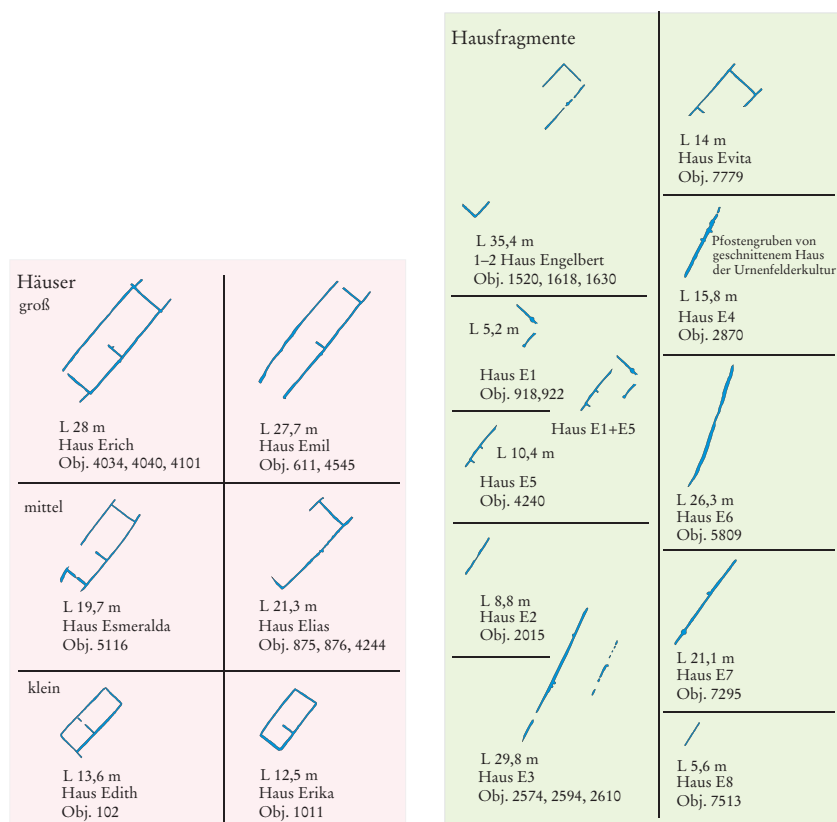 Häuser
groß
L 28 m
Haus Erich
Obj. 4034, 4040, 4101
L 27,7 m
Haus Emil
Obj. 611, 4545
mittel
L 19,7 m
Haus Esmeralda
Obj. 5116
L 21,3 m
Haus Elias
Obj. 875, 876, 4244
klein
L 13,6 m
Haus Edith
Obj. 102
L 12,5 m
Haus Erika
Obj. 1011
Hausfragmente
L 35,4 m
1–2 Haus Engelbert
Obj. 1520, 1618, 1630
L 5,2 m
Haus E1
Obj. 918,922
Haus E1+E5
L 10,4 m
Haus E5
Obj. 4240
L 8,8 m
Haus E2
Obj. 2015
L 29,8 m
Haus E3
Obj. 2574, 2594, 2610
L 14 m
Haus Evita
Obj. 7779
Pfostengruben von
geschnittenem Haus
der Urnenfelderkultur
L 15,8 m
Haus E4
Obj. 2870
L 26,3 m
Haus E6
Obj. 5809
L 21,1 m
Haus E7
Obj. 7295
L 5,6 m
Haus E8
Obj. 7513